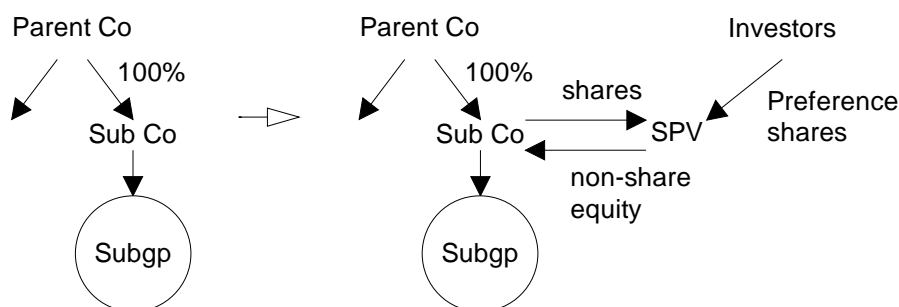 Parent Co
100%
Sub Co
Subgp
Parent Co
100%
Sub Co
Subgp
shares
SPV
non-share
equity
Investors
Preference
shares